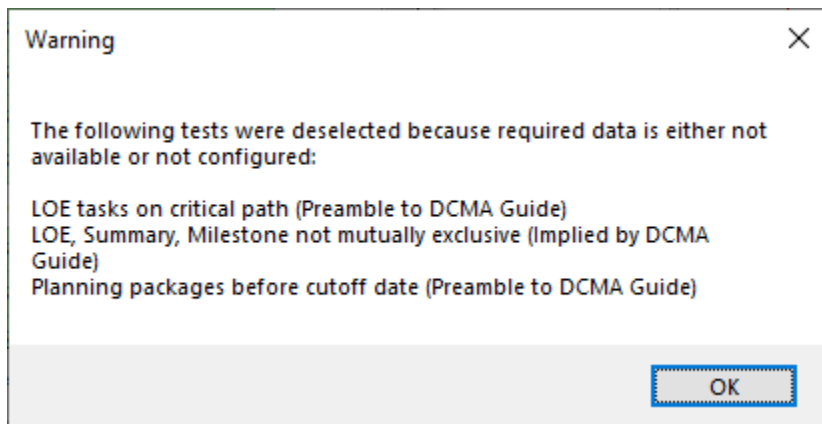 Warning
The following tests were deselected because required data is either not
available or not configured:
LOE tasks on critical path (Preamble to DCMA Guide)
LOE, Summary, Milestone not mutually exclusive (Implied by DCMA
Guide)
Planning packages before cutoff date (Preamble to DCMA Guide)
OK